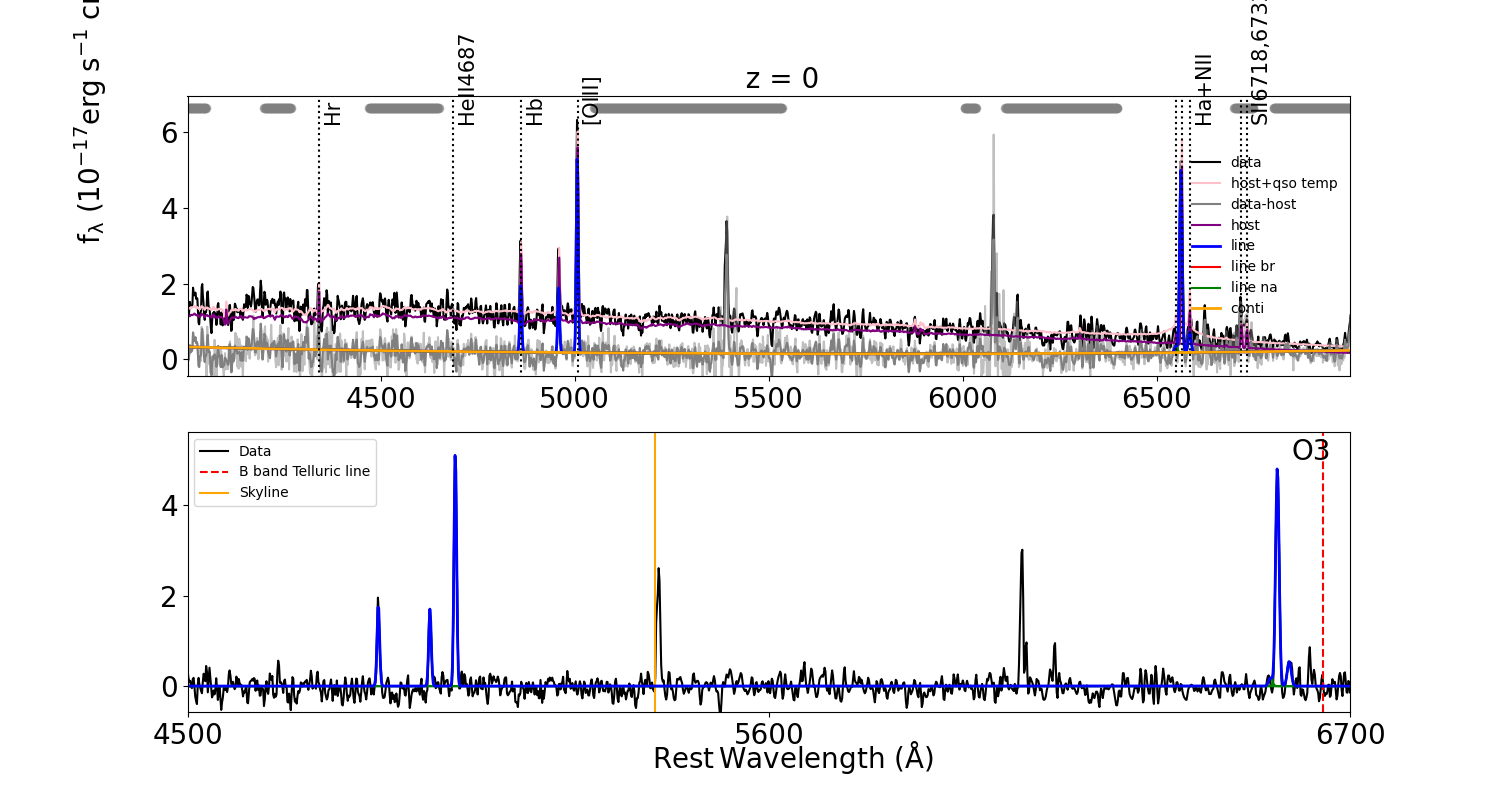 z = 0
f_λ (10^{−17} erg s^{−1}
Hr
HeII4687
Hb
[OIII]
Ha+NII
SII6718,673
6
4
2
0
data
host+qso temp
data-host
host
line
line br
line na
conti
4500
5000
5500
6000
6500
Data
B band Telluric line
Skyline
O3
4
2
0
4500
5600
6700
Rest Wavelength (Å)